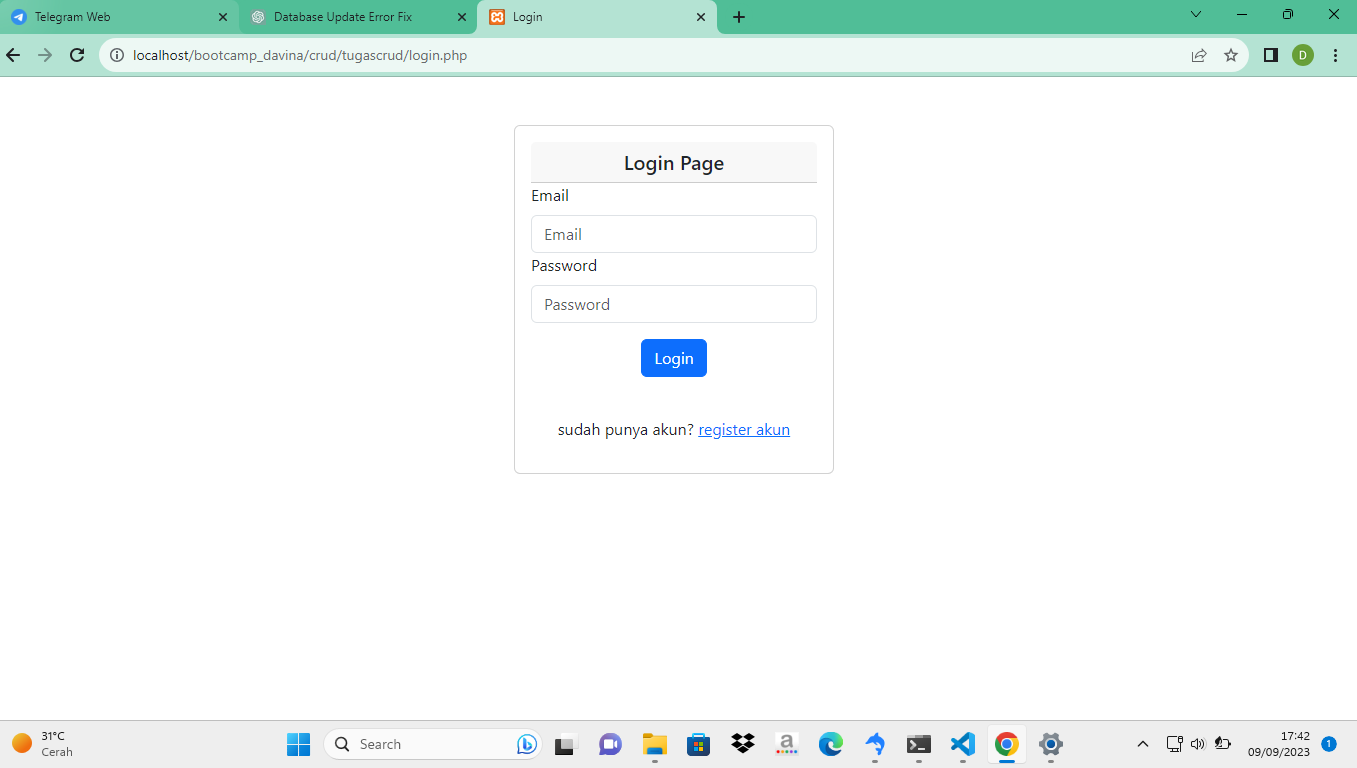 Telegram Web
Database Update Error Fix
Login
localhost/bootcamp_davina/crud/tugascrud/login.php
D
Login Page
Email
Email
Password
Password
Login
sudah punya akun? register akun
31°C
Cerah
Search
a
17:42
09/09/2023
1